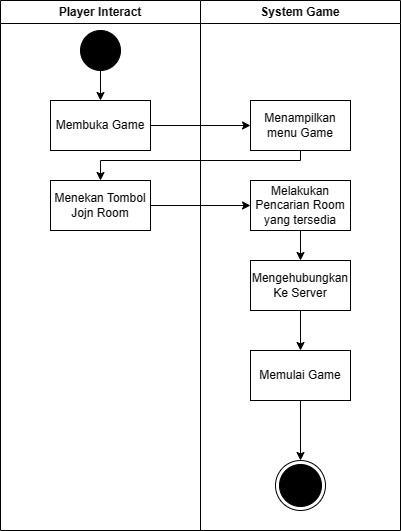 Player Interact
System Game
Membuka Game
Menampilkan
menu Game
Menekan Tombol
Jojn Room
Melakukan
Pencarian Room
yang tersedia
Mengehubungkan
Ke Server
Memulai Game